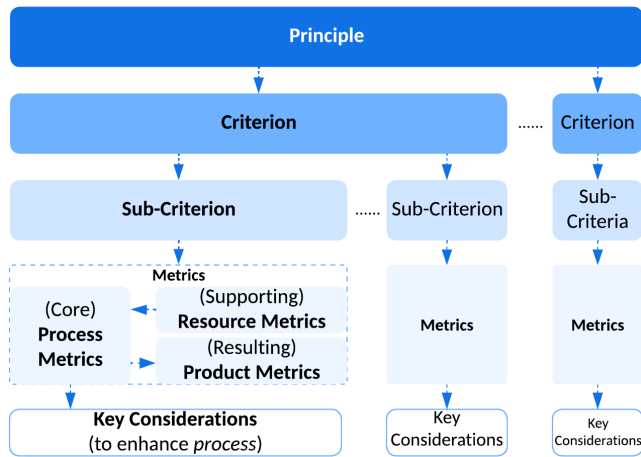 Principle
Criterion
......
Criterion
Sub-Criterion
......
Sub-Criterion
Sub-
Criteria
Metrics
(Core)
Process
Metrics
(Supporting)
Resource Metrics
(Resulting)
Product Metrics
Metrics
Metrics
Key Considerations
(to enhance process)
Key
Considerations
Key
Considerations